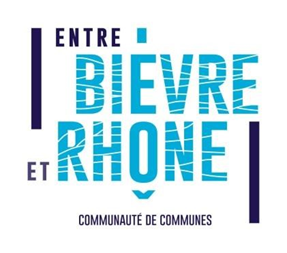 ENTRE
BIÈVRE
ET RHÔNE
COMMUNAUTÉ DE COMMUNES